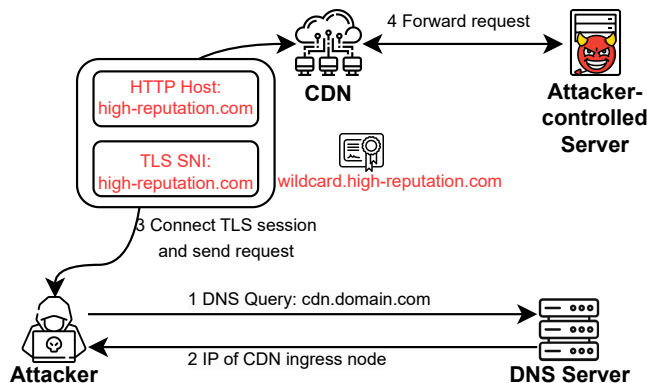 4 Forward request
CDN
Attacker-
controlled
Server
HTTP Host:
high-reputation.com
TLS SNI:
high-reputation.com
wildcard.high-reputation.com
3 Connect TLS session
and send request
1 DNS Query: cdn.domain.com
2 IP of CDN ingress node
Attacker
DNS Server